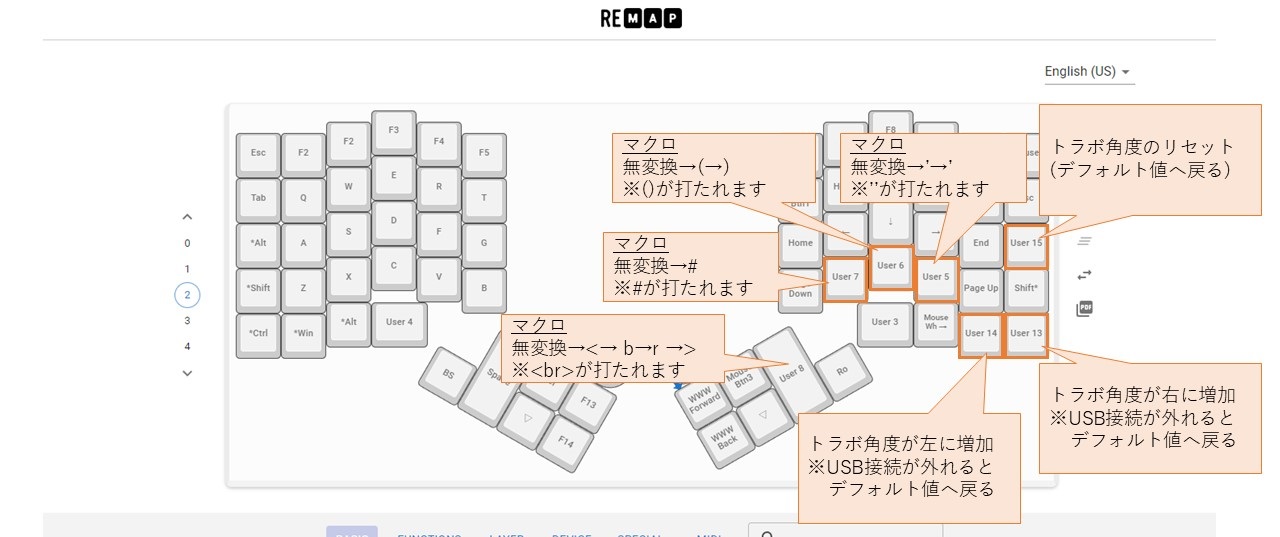 REMAP
English (US)
F3
F8
Esc
F2
F2
F4
F5
Tab
Q
W
E
R
T
*Alt
A
S
D
F
G
*Shift
Z
X
C
V
B
*Ctrl
*Win
*Alt
User 4
BS
F13
▷
F14
0
1
2
3
4
マクロ
無変換→(→)
※()が打たれます
マクロ
無変換→’→’
※’’が打たれます
トラボ角度のリセット
(デフォルト値へ戻る)
マクロ
無変換→#
※#が打たれます
↓
Home
←
→
End
User 15
User 7
User 6
User 5
Page Up
Shift*
Down
User 3
Mouse
Wh→
User 14
User 13
マクロ
無変換→<→ b→r →>
※<br>が打たれます
WWW
Forward
Btn3
User 8
Ro
WWW
Back
◁
トラボ角度が左に増加
※USB接続が外れると
デフォルト値へ戻る
トラボ角度が右に増加
※USB接続が外れると
デフォルト値へ戻る
PDF